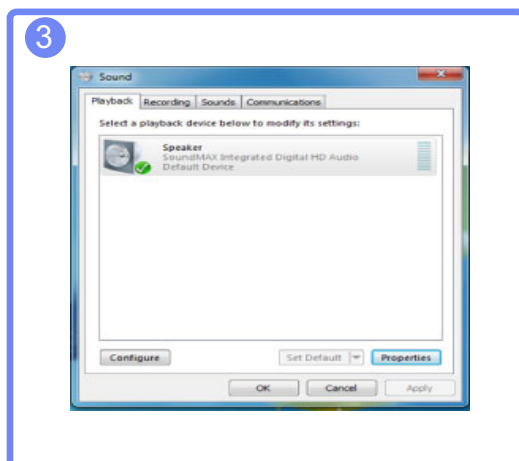 3
Sound
Playback Recording Sounds Communications
Select a playback device below to modify its settings:
Speaker
SoundMAX Integrated Digital HD Audio
Default Device
Configure Set Default Properties
OK Cancel Apply